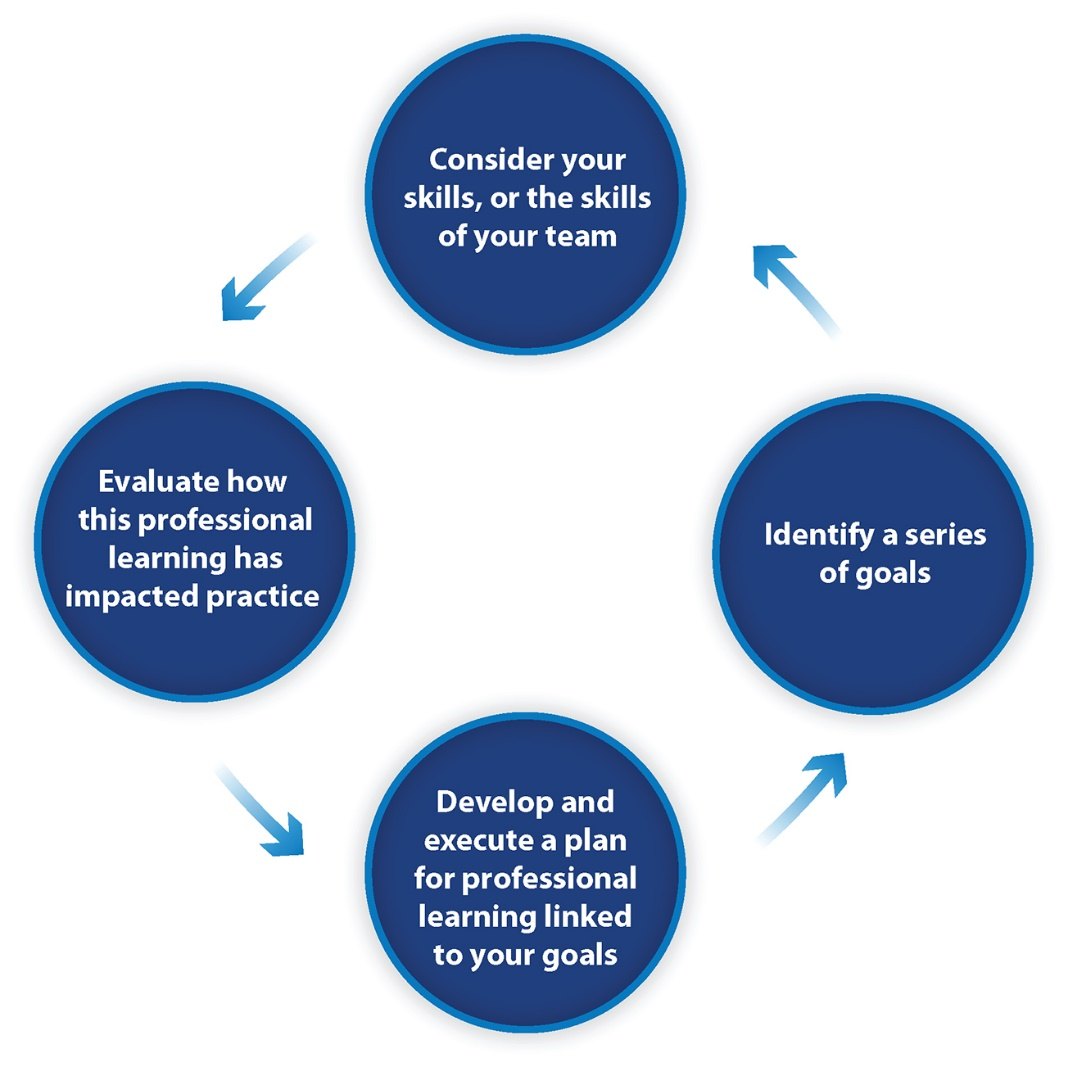 Consider your
skills, or the skills
of your team
Evaluate how
this professional
learning has
impacted practice
Identify a series
of goals
Develop and
execute a plan
for professional
learning linked
to your goals